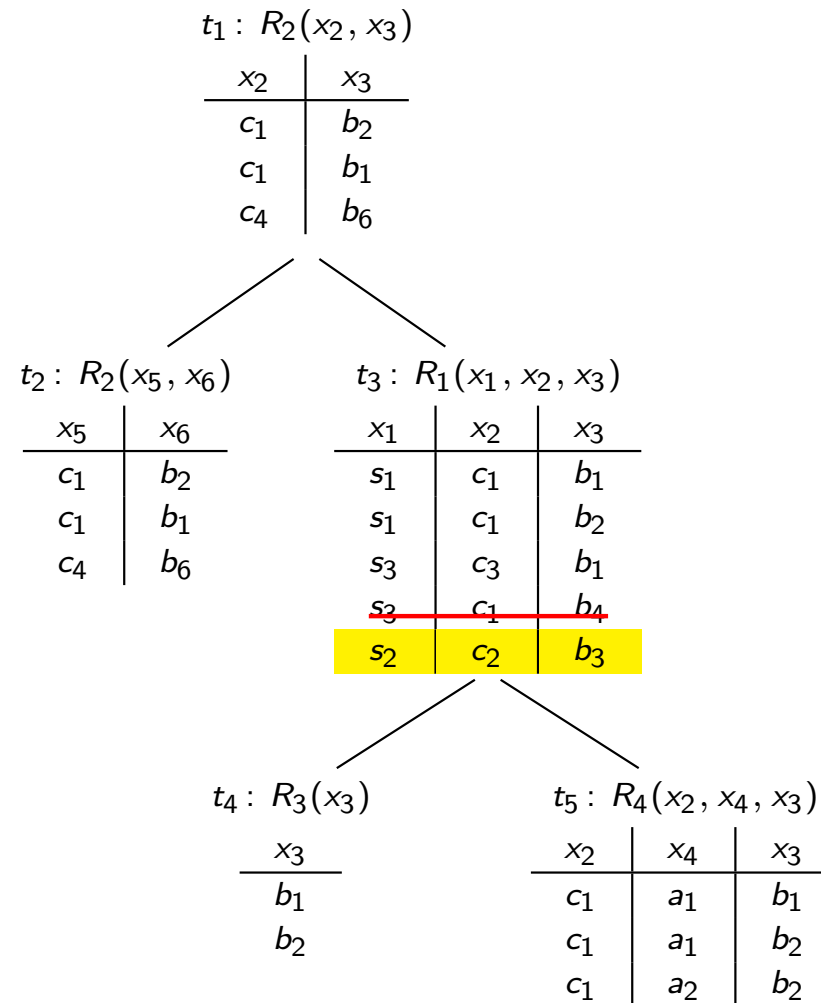 t₁ : R₂(x₂, x₃)
x₂ x₃
c₁ b₂
c₁ b₁
c₄ b₆
t₂ : R₂(x₅, x₆) t₃ : R₁(x₁, x₂, x₃)
x₅ x₆ x₁ x₂ x₃
c₁ b₂ s₁ c₁ b₁
c₁ b₁ s₁ c₁ b₂
c₄ b₆ s₃ c₃ b₁
s₃ c₁ b₄
s₂ c₂ b₃
t₄ : R₃(x₃) t₅ : R₄(x₂, x₄, x₃)
x₃ x₂ x₄ x₃
b₁ c₁ a₁ b₁
b₂ c₁ a₁ b₂
c₁ a₂ b₂